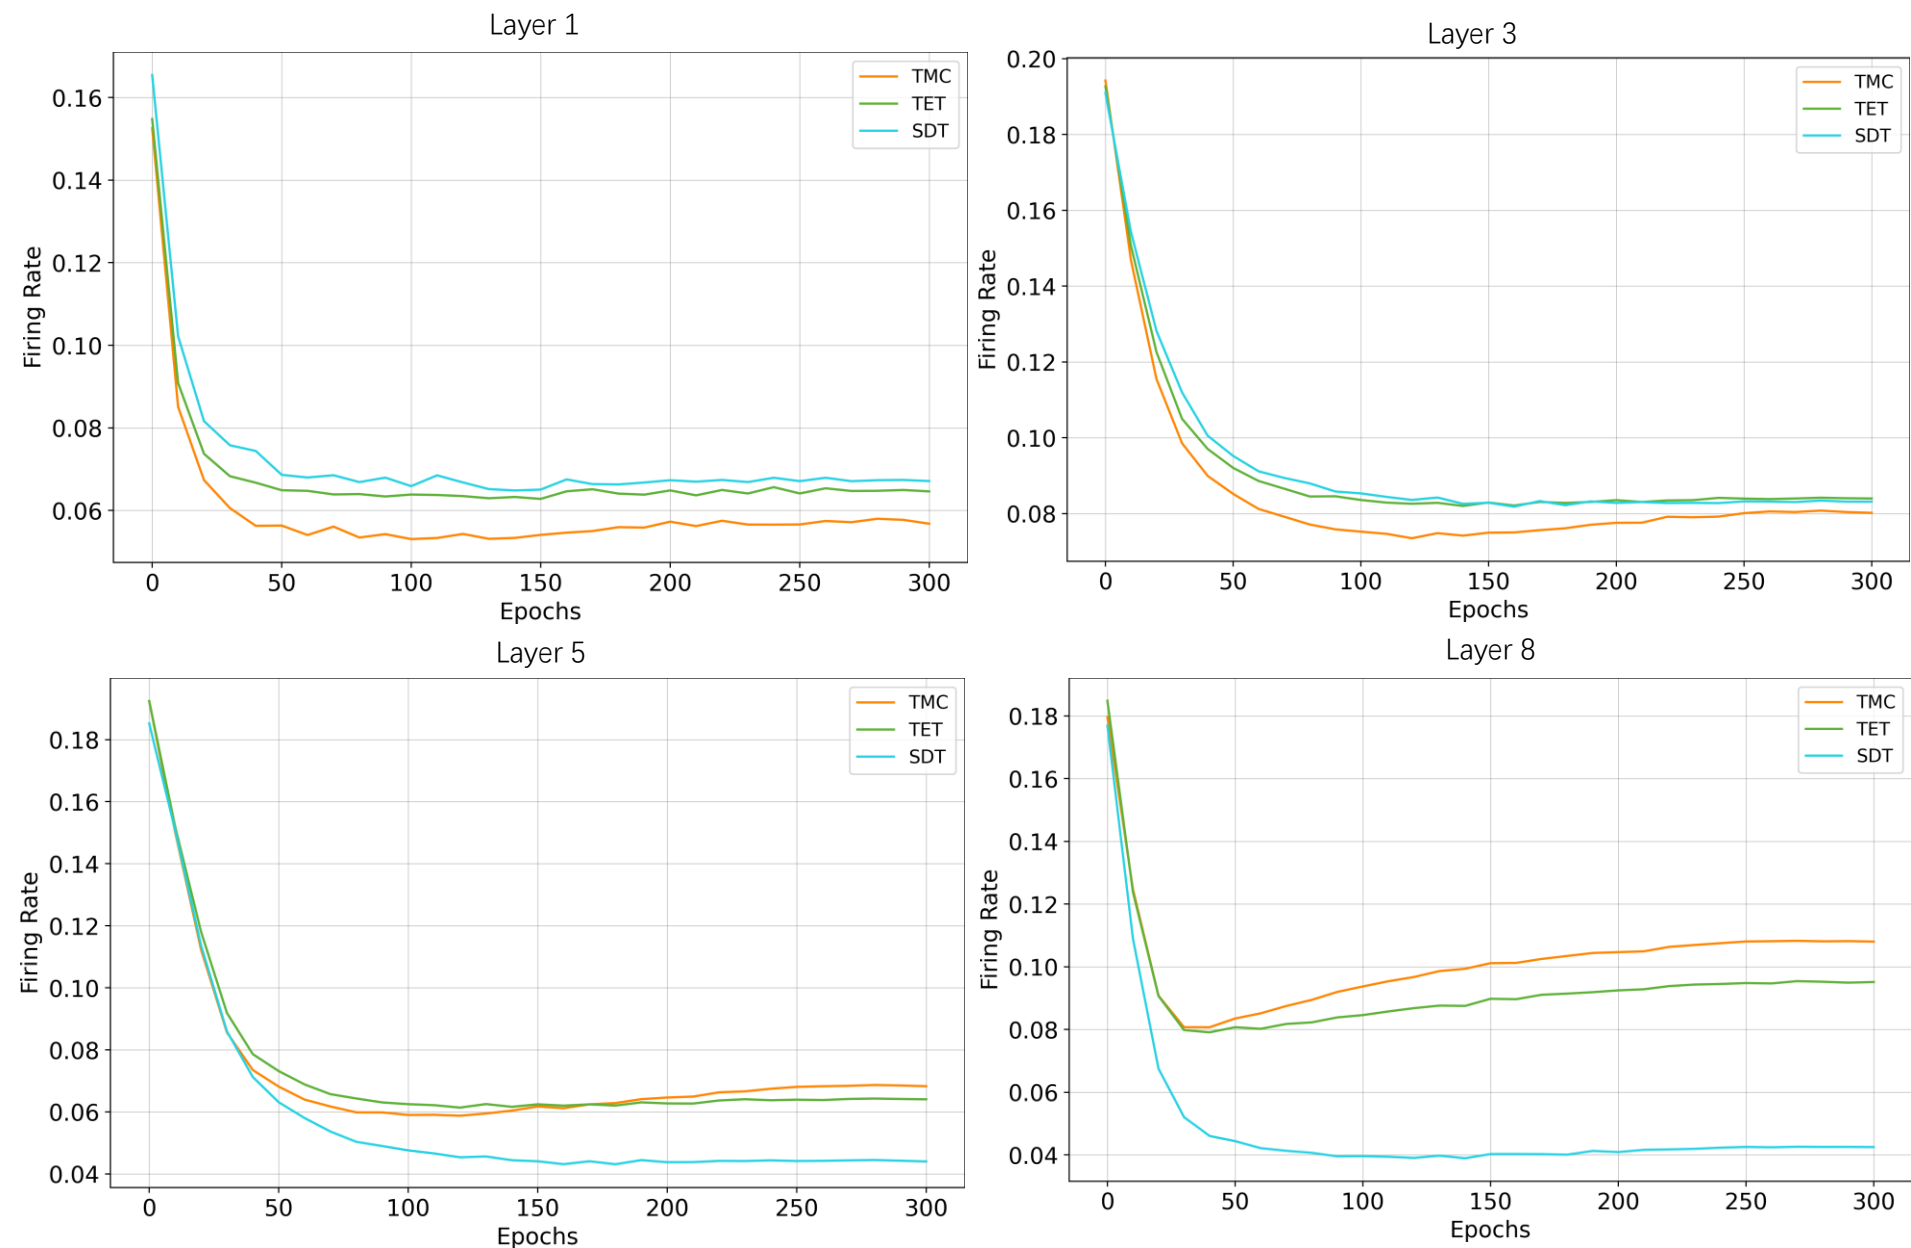 Layer 1
0.16
0.14
0.12
0.10
0.08
0.06
Firing Rate
TMC
TET
SDT
0 50 100 150 200 250 300
Epochs
Layer 3
0.20
0.18
0.16
0.14
0.12
0.10
0.08
Firing Rate
TMC
TET
SDT
0 50 100 150 200 250 300
Epochs
Layer 5
0.18
0.16
0.14
0.12
0.10
0.08
0.06
0.04
Firing Rate
TMC
TET
SDT
0 50 100 150 200 250 300
Epochs
Layer 8
0.18
0.16
0.14
0.12
0.10
0.08
0.06
0.04
Firing Rate
TMC
TET
SDT
0 50 100 150 200 250 300
Epochs